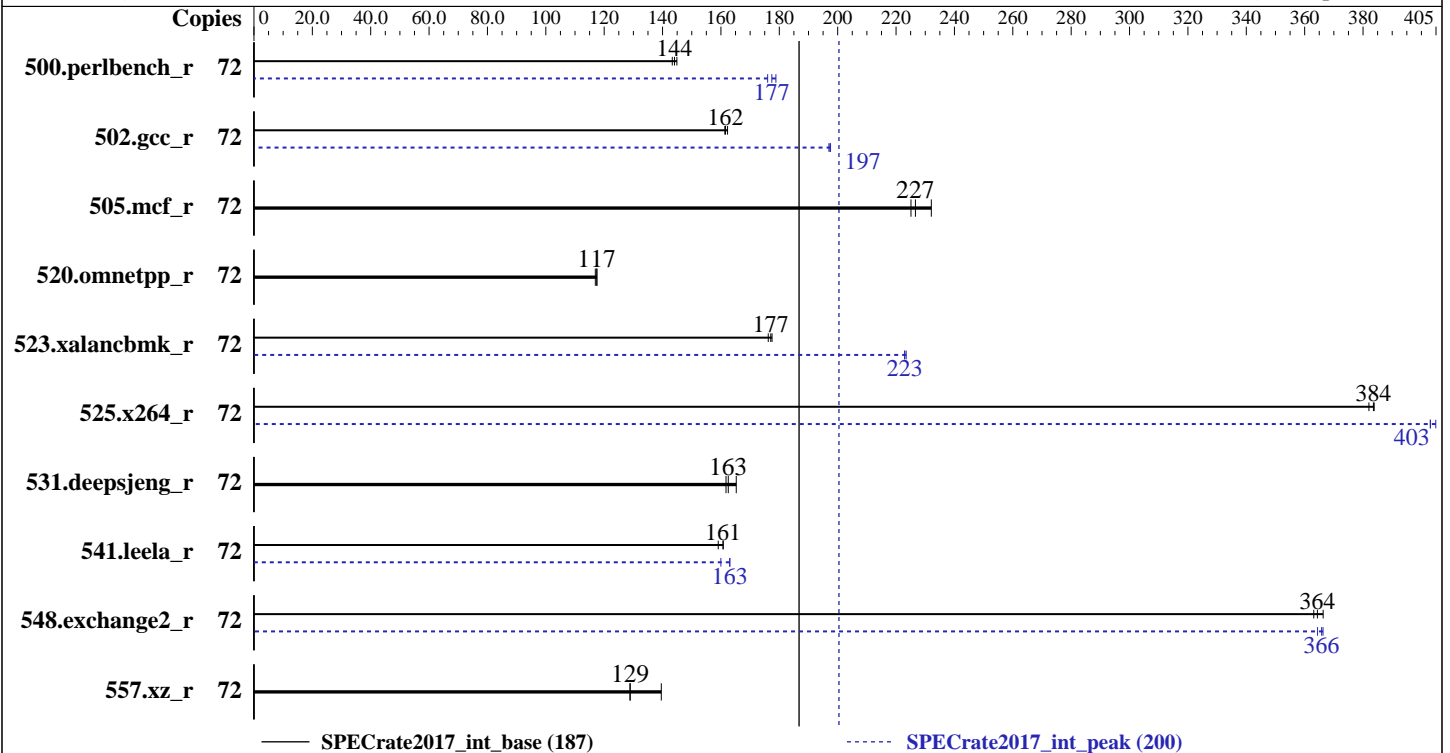 Copies 0 20.0 40.0 60.0 80.0 100 120 140 160 180 200 220 240 260 280 300 320 340 360 380 405
144
500.perlbench_r 72
177
162
502.gcc_r 72
197
227
505.mcf_r 72
117
520.omnetpp_r 72
177
523.xalancbmk_r 72
223
384
525.x264_r 72
403
163
531.deepsjeng_r 72
161
541.leela_r 72
163
364
548.exchange2_r 72
366
129
557.xz_r 72
SPECrate2017_int_base (187) SPECrate2017_int_peak (200)